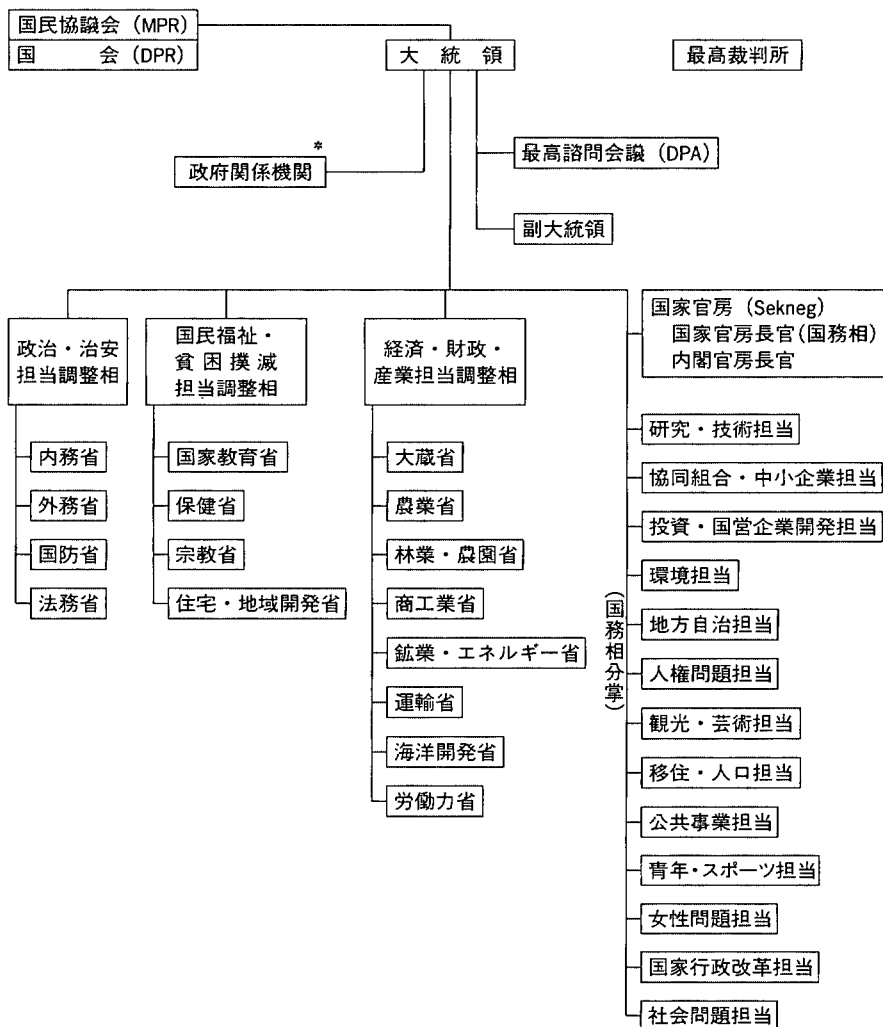 国民協議会 (MPR)
国 会 (DPR)
大 統 領
最高裁判所
*
政府関係機関
最高諮問会議 (DPA)
副大統領
政治・治安
担当調整相
内務省
外務省
国防省
法務省
国民福祉・
貧困撲滅
担当調整相
国家教育省
保健省
宗教省
住宅・地域開発省
経済・財政・
産業担当調整相
大蔵省
農業省
林業・農園省
商工業省
鉱業・エネルギー省
運輸省
海洋開発省
労働力省
国家官房 (Sekneg)
国家官房長官(国務相)
内閣官房長官
(国務相分掌)
研究・技術担当
協同組合・中小企業担当
投資・国営企業開発担当
環境担当
地方自治担当
人権問題担当
観光・芸術担当
移住・人口担当
公共事業担当
青年・スポーツ担当
女性問題担当
国家行政改革担当
社会問題担当